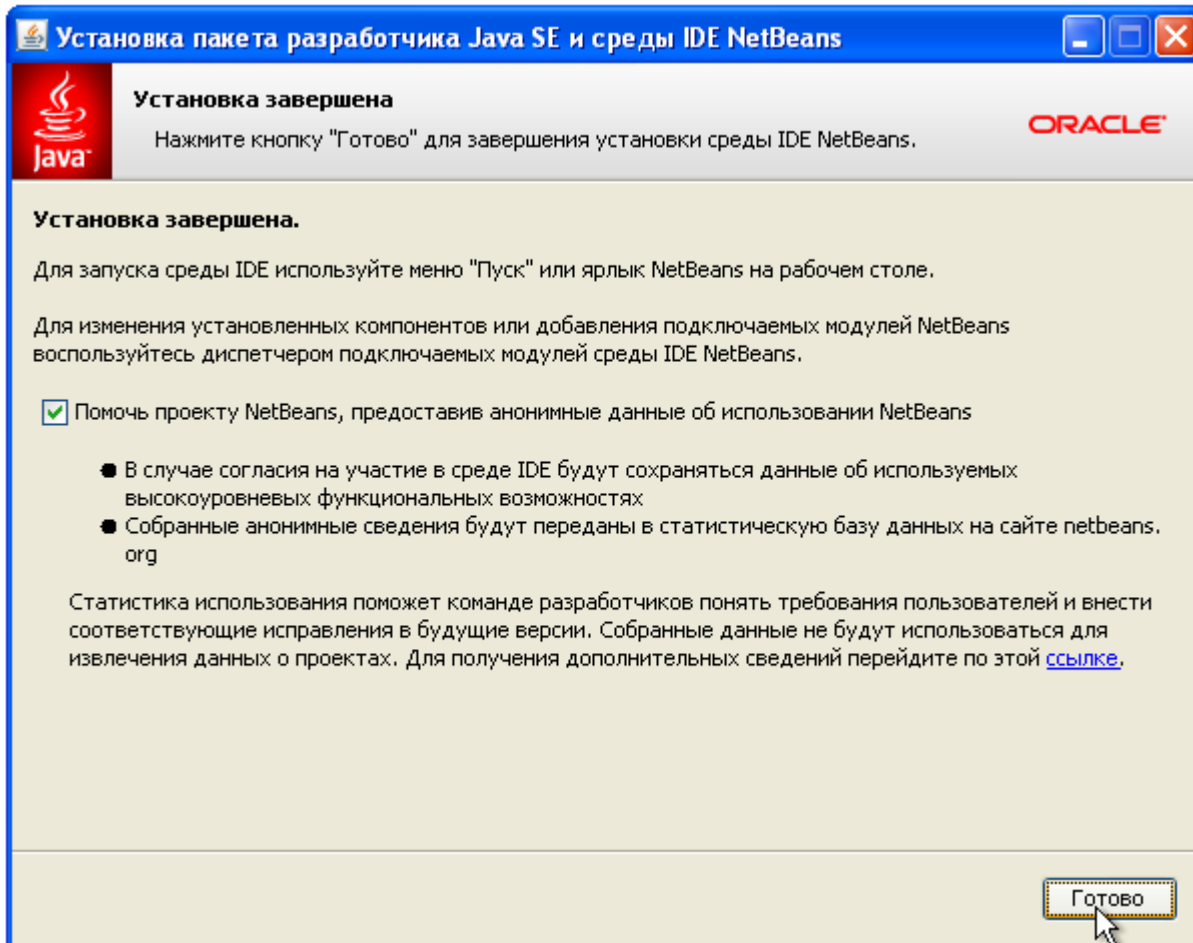 Установка пакета разработчика Java SE и среды IDE NetBeans
Java
Установка завершена
Нажмите кнопку "Готово" для завершения установки среды IDE NetBeans.
ORACLE
Установка завершена.
Для запуска среды IDE используйте меню "Пуск" или ярлык NetBeans на рабочем столе.
Для изменения установленных компонентов или добавления подключаемых модулей NetBeans
воспользуйтесь диспетчером подключаемых модулей среды IDE NetBeans.
Помочь проекту NetBeans, предоставив анонимные данные об использовании NetBeans
В случае согласия на участие в среде IDE будут сохраняться данные об используемых
высокоуровневых функциональных возможностях
Собранные анонимные сведения будут переданы в статистическую базу данных на сайте netbeans.
org
Статистика использования поможет команде разработчиков понять требования пользователей и внести
соответствующие исправления в будущие версии. Собранные данные не будут использоваться для
извлечения данных о проектах. Для получения дополнительных сведений перейдите по этой ссылке.
Готово